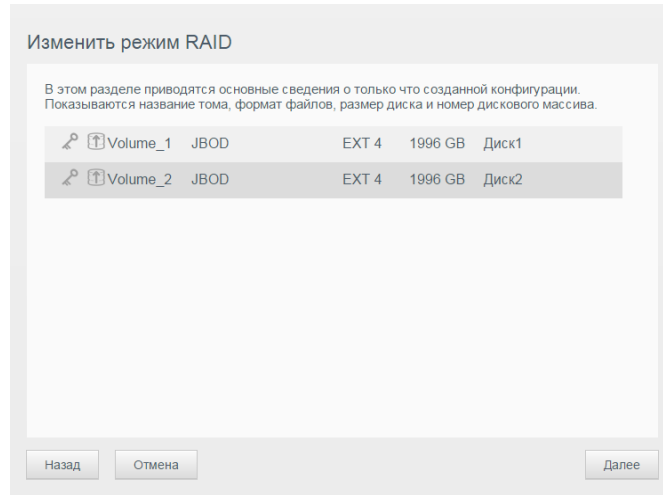 Изменить режим RAID
В этом разделе приводятся основные сведения о только что созданной конфигурации.
Показываются название тома, формат файлов, размер диска и номер дискового массива.
Volume_1 JBOD EXT 4 1996 GB Диск1
Volume_2 JBOD EXT 4 1996 GB Диск2
Назад Отмена Далее